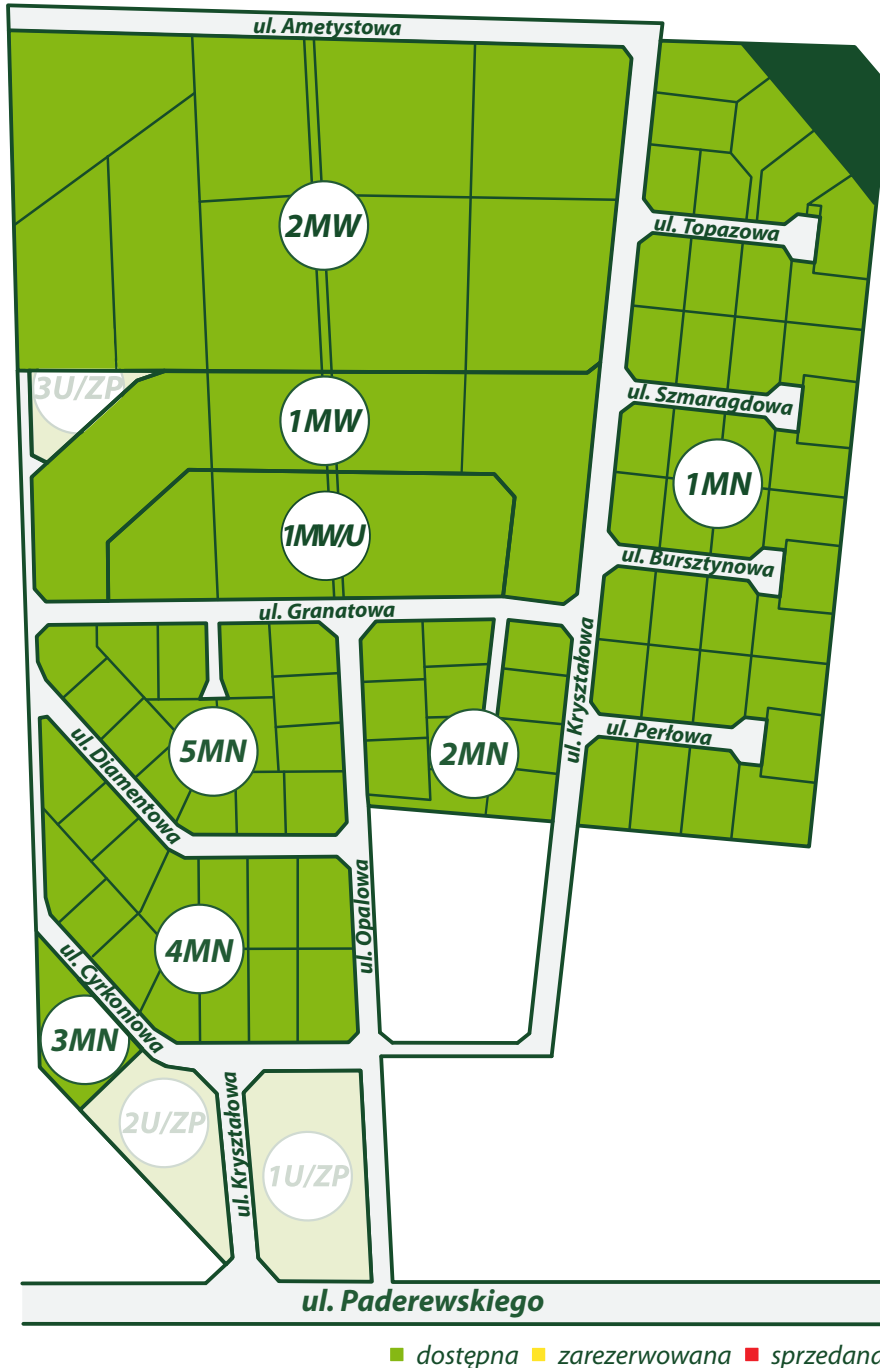 ul. Ametystowa
2MW
ul. Topazowa
3U/ZP
1MW
ul. Szmaragdowa
1MN
1MW/U
ul. Bursztynowa
ul. Granatowa
ul. Kryształowa
ul. Perłowa
5MN
2MN
ul. Diamentowa
ul. Opalowa
4MN
ul. Cyrkoniowa
3MN
2U/ZP
ul. Kryształowa
1U/ZP
ul. Paderewskiego
dostępna zarezerwowana sprzedana